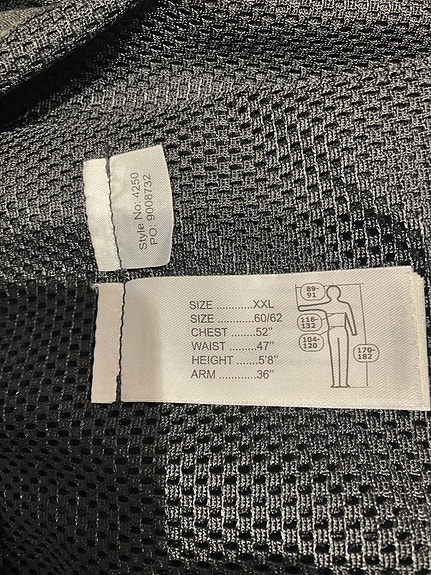 Style No: 4250
PO. 9008732
SIZE ...........XXL
SIZE ...........60/62
CHEST .......52"
WAIST .........47"
HEIGHT ......5'8"
ARM ............36"
89-
91
116-
132
104-
120
170-
182